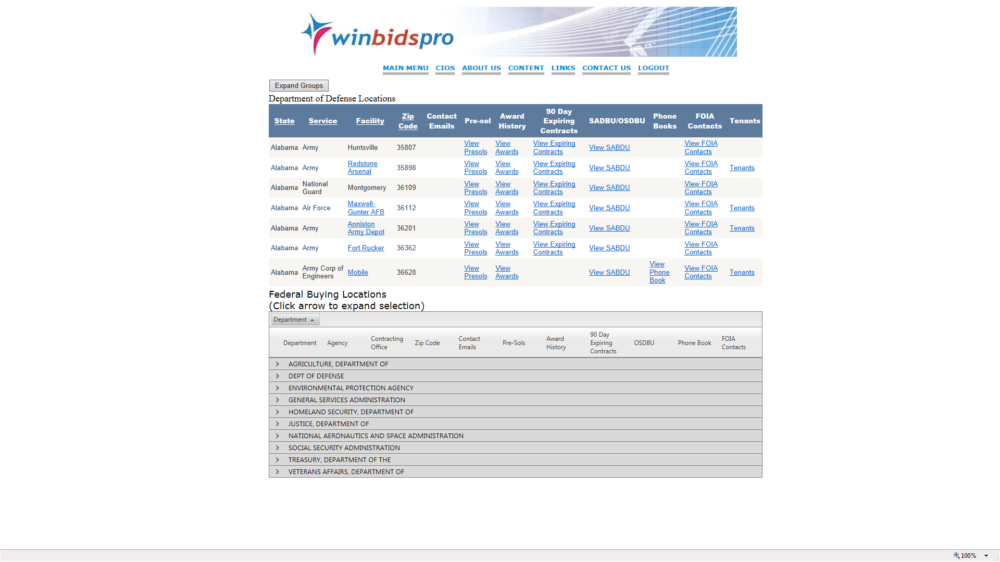 winbidspro
MAIN MENU CIOS ABOUT US CONTENT LINKS CONTACT US LOGOUT
Expand Groups
Department of Defense Locations
State Service Facility Zip Code Contact Emails Pre-sol Award History 90 Day Expiring Contracts SADBU/OSDBU Phone Books FOIA Contacts Tenants
Alabama Army Huntsville 35807 View Presols View Awards View Expiring Contracts View SABDU View FOIA Contacts
Alabama Army Redstone Arsenal 35898 View Presols View Awards View Expiring Contracts View SABDU View FOIA Contacts Tenants
Alabama National Guard Montgomery 36109 View Presols View Awards View Expiring Contracts View SABDU View FOIA Contacts
Alabama Air Force Maxwell-Gunter AFB 36112 View Presols View Awards View Expiring Contracts View SABDU View FOIA Contacts Tenants
Alabama Army Anniston Army Depot 36201 View Presols View Awards View Expiring Contracts View SABDU View FOIA Contacts Tenants
Alabama Army Fort Rucker 36362 View Presols View Awards View Expiring Contracts View SABDU View FOIA Contacts
Alabama Army Corp of Engineers Mobile 36628 View Presols View Awards View SABDU View Phone Book View FOIA Contacts Tenants
Federal Buying Locations
(Click arrow to expand selection)
Department
Department Agency Contracting Office Zip Code Contact Emails Pre-Sols Award History 90 Day Expiring Contracts OSDBU Phone Book FOIA Contacts
AGRICULTURE, DEPARTMENT OF
DEPT OF DEFENSE
ENVIRONMENTAL PROTECTION AGENCY
GENERAL SERVICES ADMINISTRATION
HOMELAND SECURITY, DEPARTMENT OF
JUSTICE, DEPARTMENT OF
NATIONAL AERONAUTICS AND SPACE ADMINISTRATION
SOCIAL SECURITY ADMINISTRATION
TREASURY, DEPARTMENT OF THE
VETERANS AFFAIRS, DEPARTMENT OF
100%